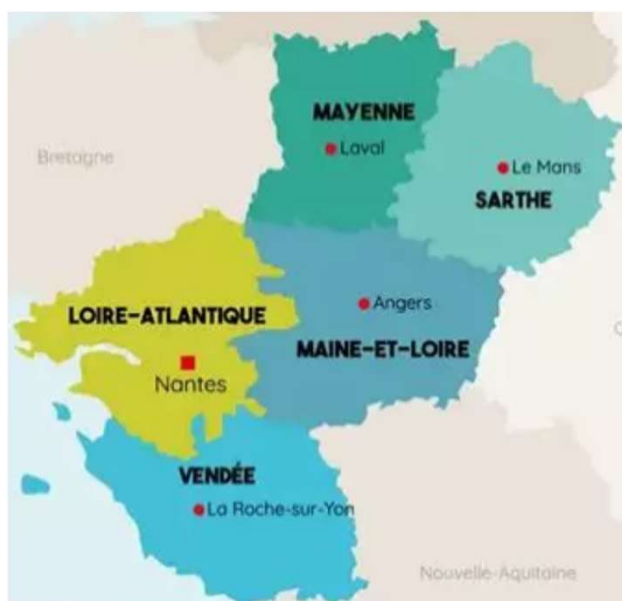 MAYENNE
Laval
Bretagne
Le Mans
SARTHE
Angers
LOIRE-ATLANTIQUE
MAINE-ET-LOIRE
Nantes
VENDÉE
La Roche-sur-Yon
Nouvelle-Aquitaine